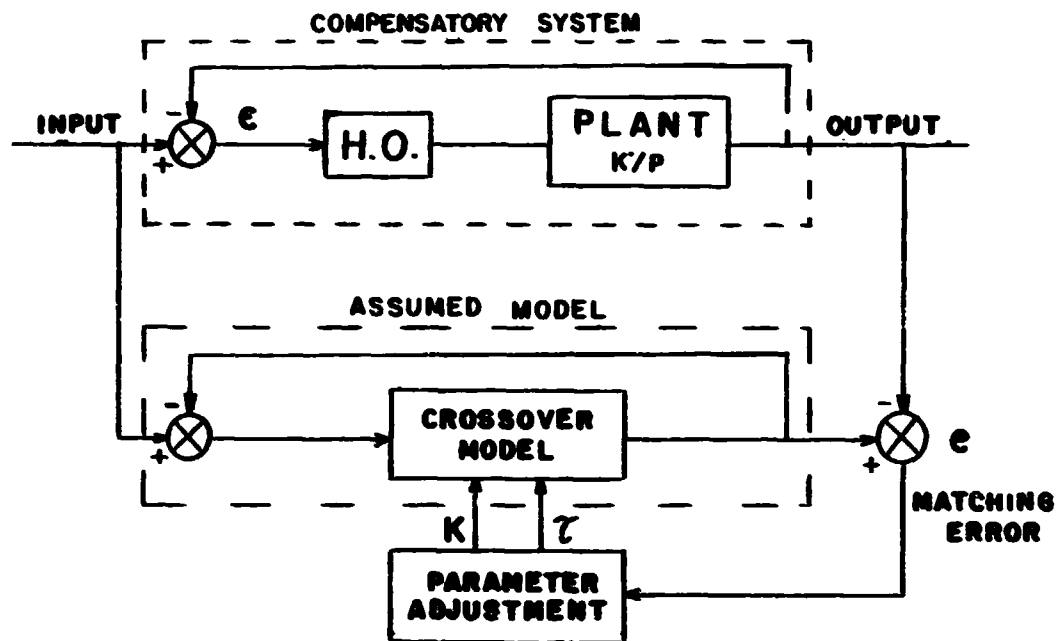 COMPENSATORY SYSTEM
INPUT
-
+
ϵ
H.O.
PLANT
K/P
OUTPUT
ASSUMED MODEL
-
+
CROSSOVER
MODEL
-
+
e
MATCHING
ERROR
K
τ
PARAMETER
ADJUSTMENT